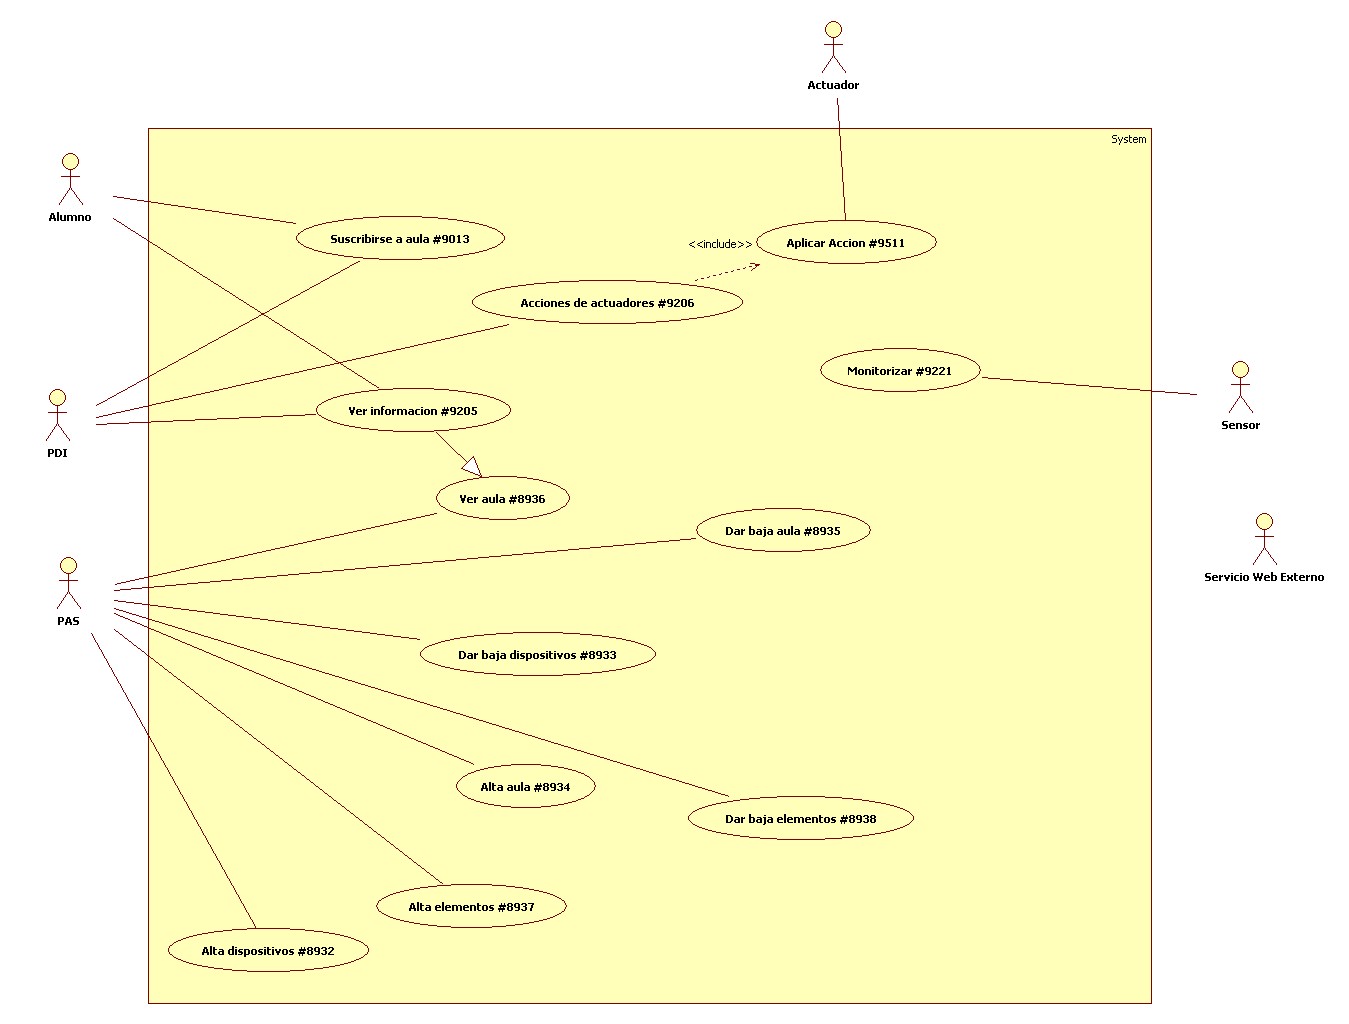 Actuador
System
Alumno
Suscribirse a aula #9013
<<include>>
Aplicar Accion #9511
Acciones de actuadores #9206
Monitorizar #9221
Ver informacion #9205
Sensor
PDI
Ver aula #8936
Dar baja aula #8935
Servicio Web Externo
PAS
Dar baja dispositivos #8933
Alta aula #8934
Dar baja elementos #8938
Alta elementos #8937
Alta dispositivos #8932